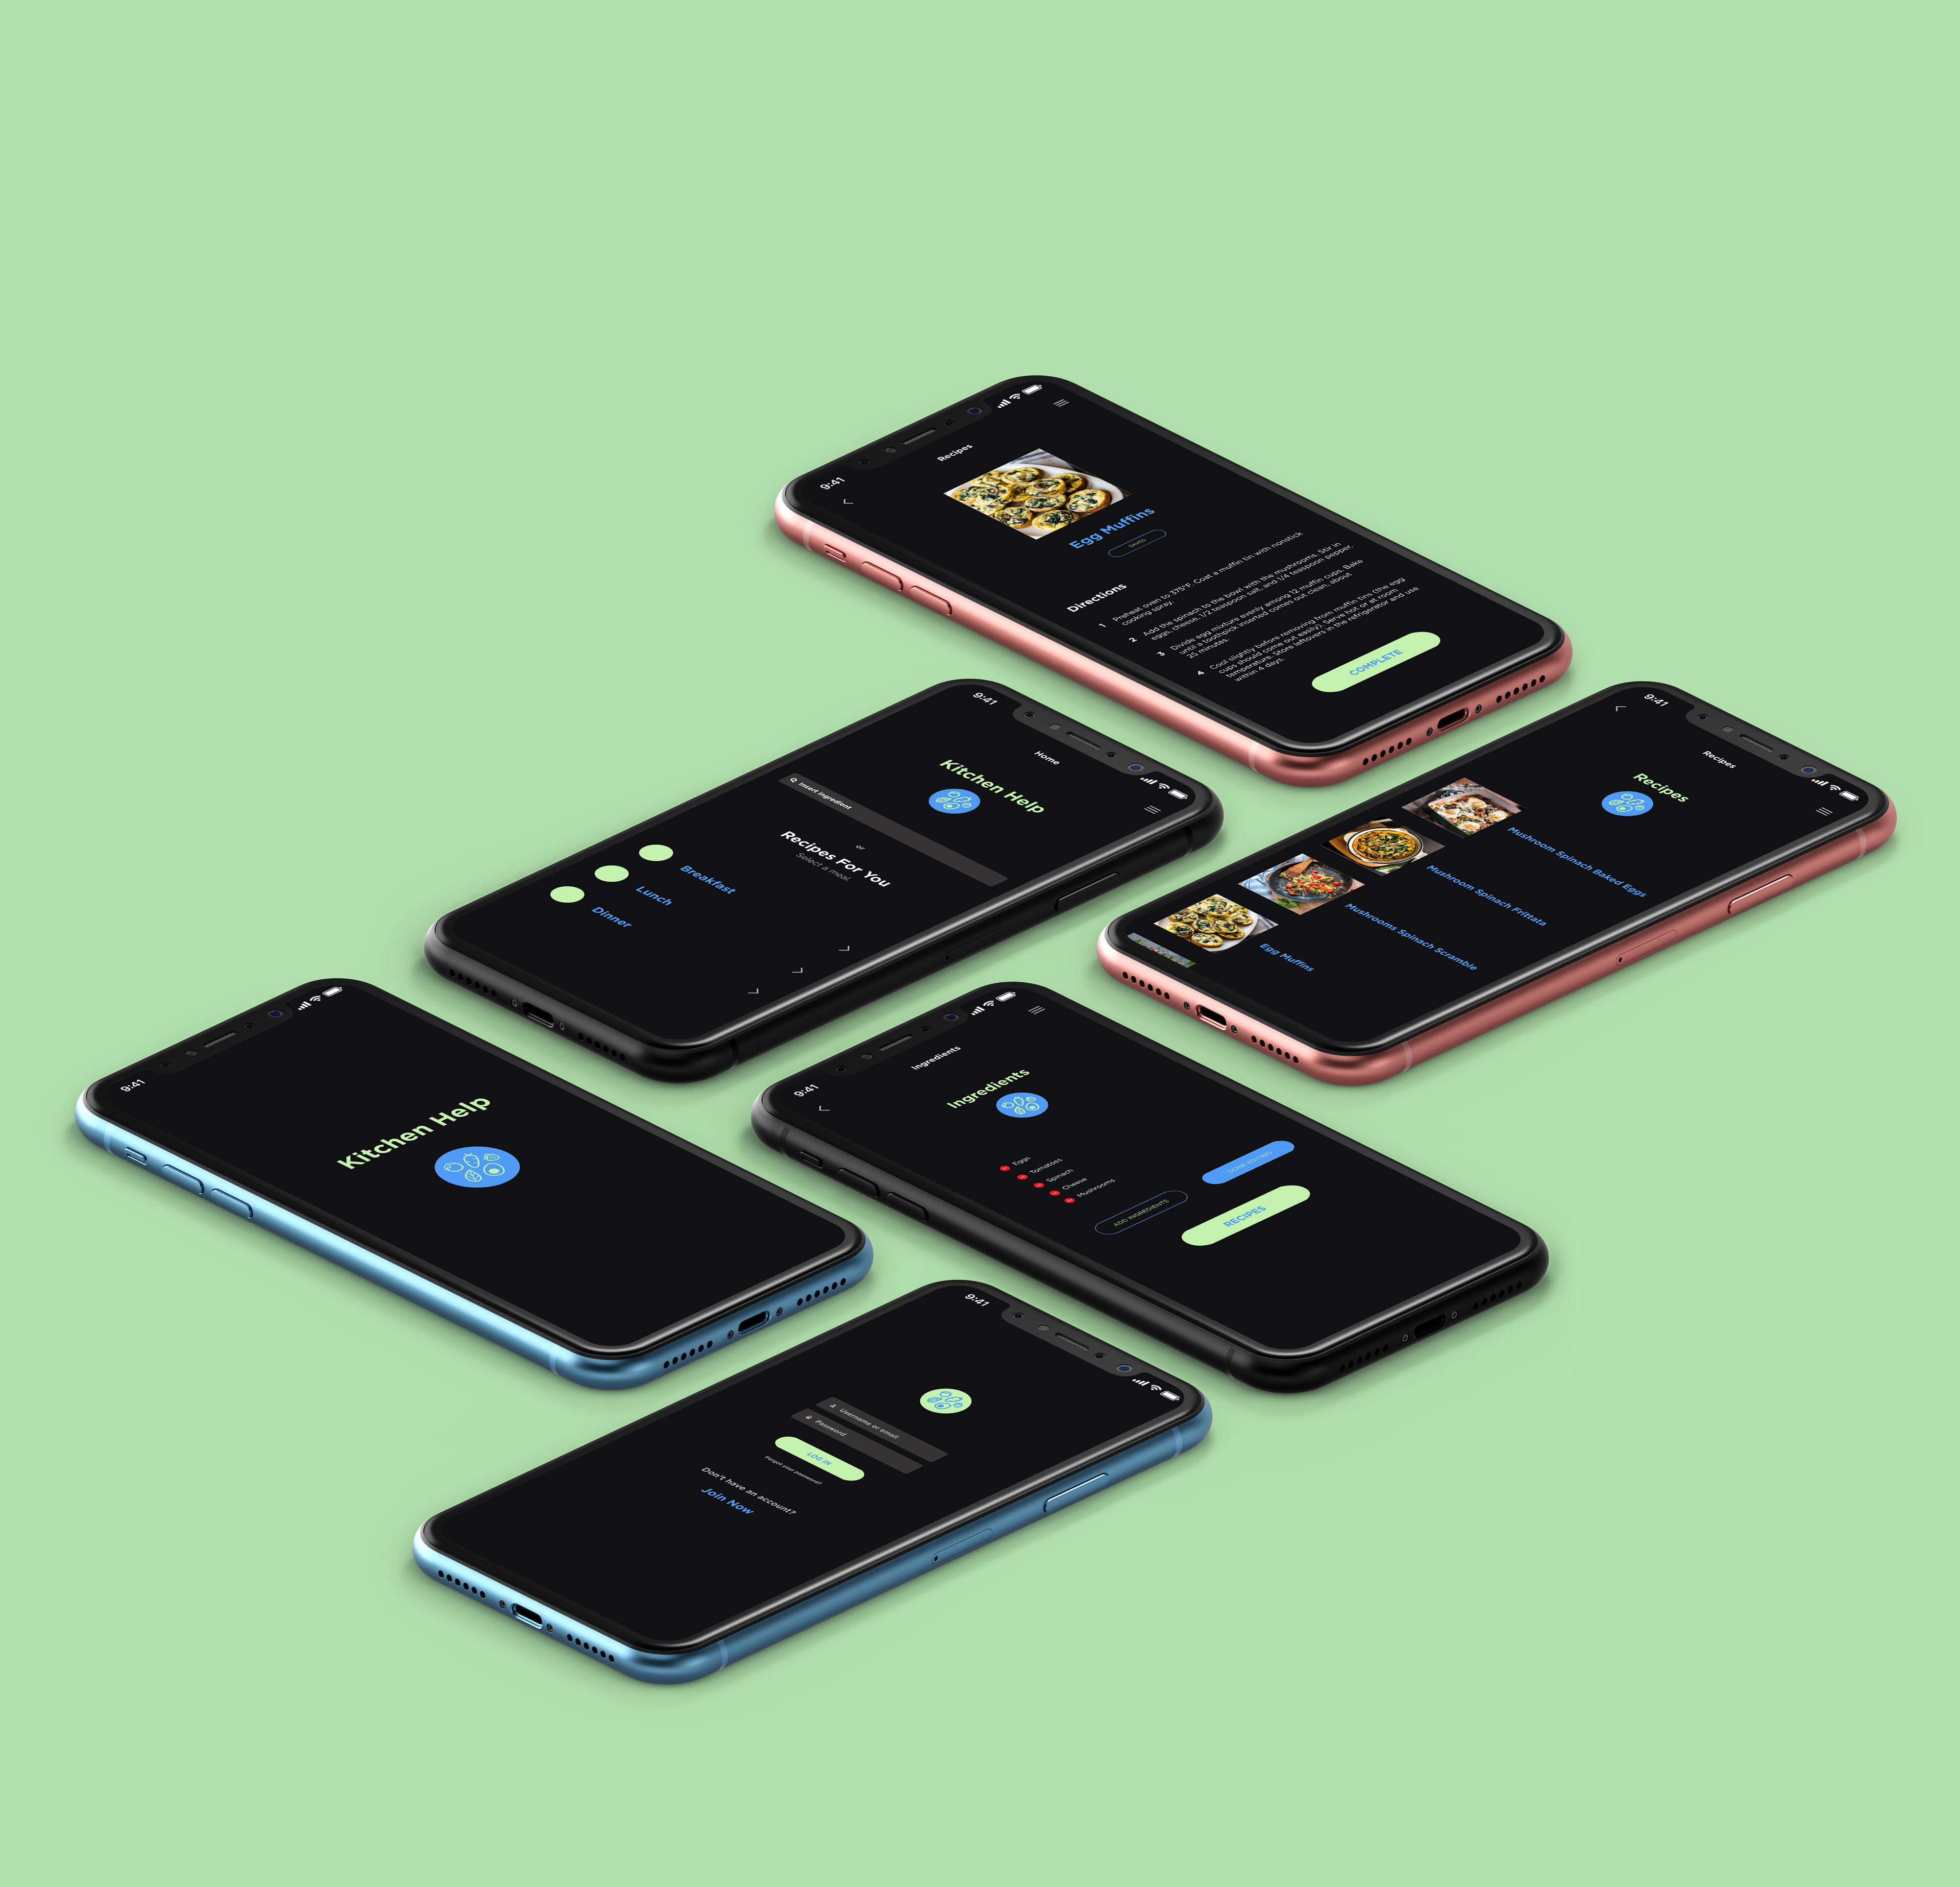 9:41
Recipes
Egg Muffins
SAVED
Directions
1 Preheat oven to 375°F. Coat a muffin tin with nonstick
cooking spray.
2 Add the spinach to the bowl with the mushrooms. Stir in
eggs, cheese, 1/2 teaspoon salt, and 1/4 teaspoon pepper.
3 Divide egg mixture evenly among 12 muffin cups. Bake
until a toothpick inserted comes out clean, about
25 minutes.
4 Cool slightly before removing from muffin tins (the egg
cups should come out easily). Serve hot or at room
temperature. Store leftovers in the refrigerator and use
within 4 days.
COMPLETE
9:41
Home
Kitchen Help
Insert ingredient
or
Recipes For You
Select a meal.
Breakfast
Lunch
Dinner
9:41
Recipes
Recipes
Mushroom Spinach Baked Eggs
Mushroom Spinach Frittata
Mushrooms Spinach Scramble
Egg Muffins
9:41
Kitchen Help
9:41
Ingredients
Ingredients
Eggs
Tomatoes
Spinach
Cheese
Mushrooms
ADD INGREDIENTS
DONE EDITING
RECIPES
9:41
Username or email
Password
LOG IN
Forgot your password?
Don't have an account?
Join Now